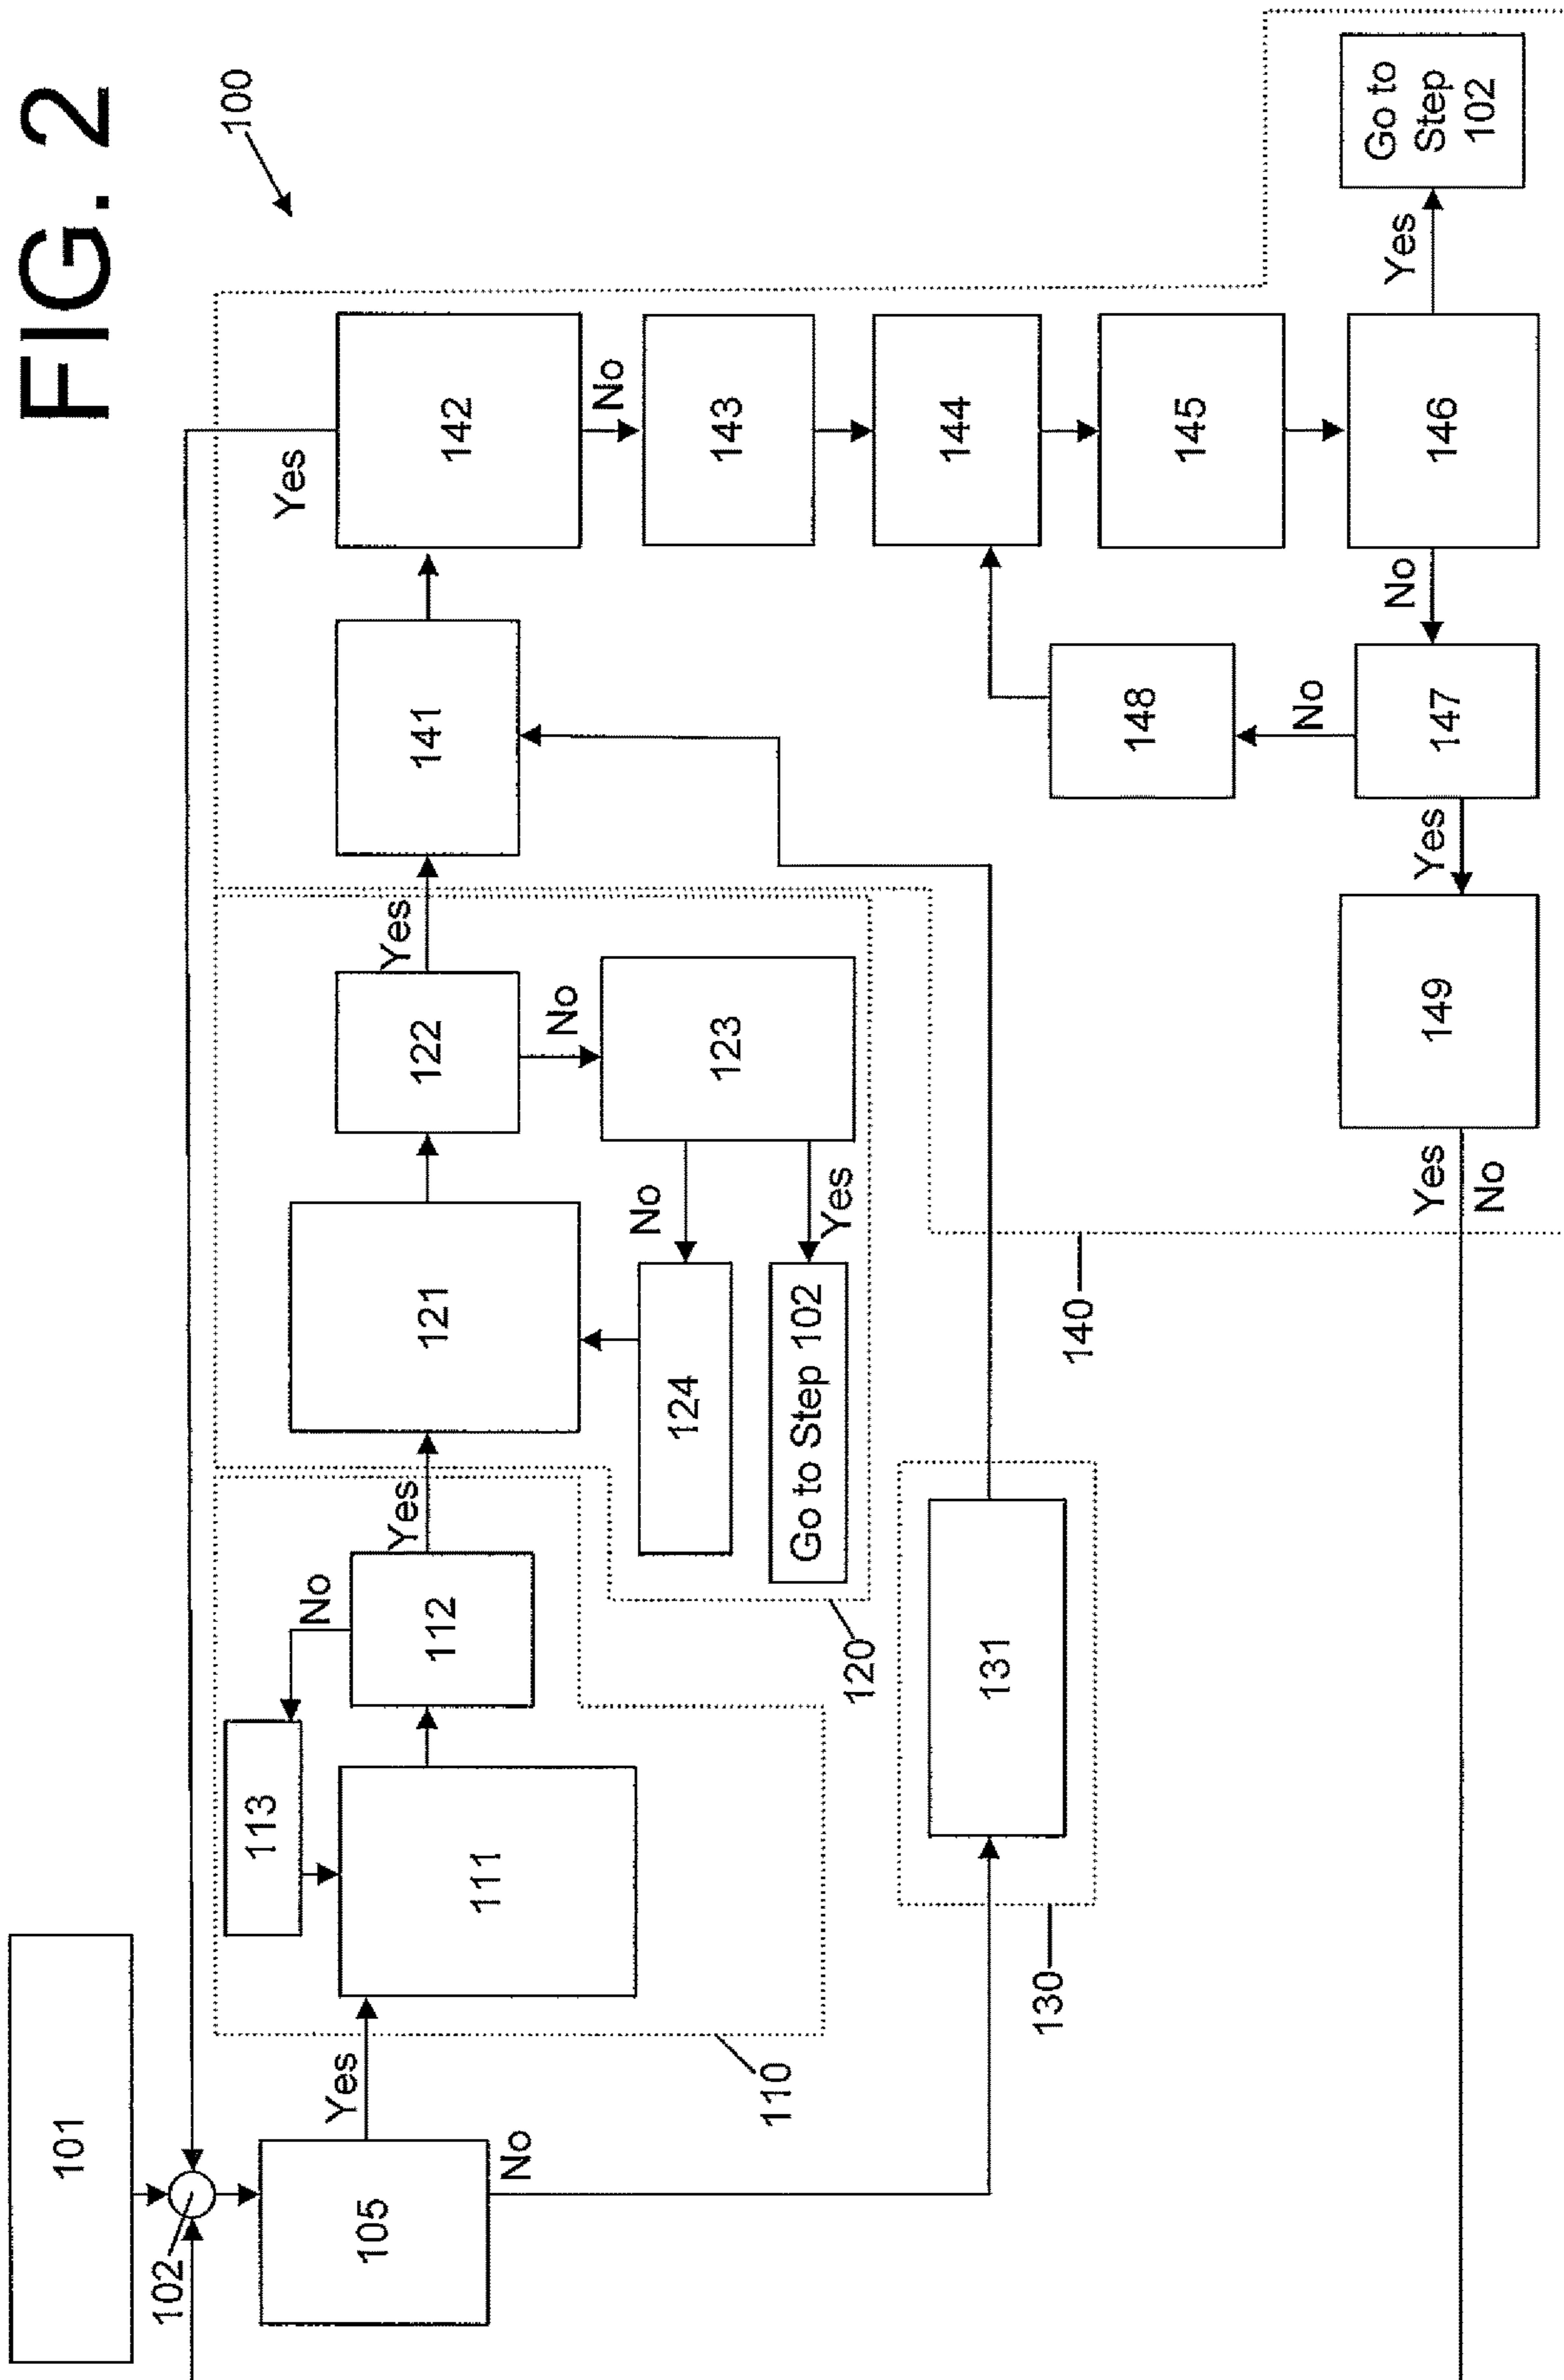 FIG. 2
100
101
102
105
Yes
No
110
113
111
112
No
Yes
120
121
122
Yes
No
123
No
Yes
124
Go to Step 102
130
131
140
141
142
Yes
No
143
144
145
146
Yes
Go to
Step
102
No
147
No
148
Yes
149
Yes
No